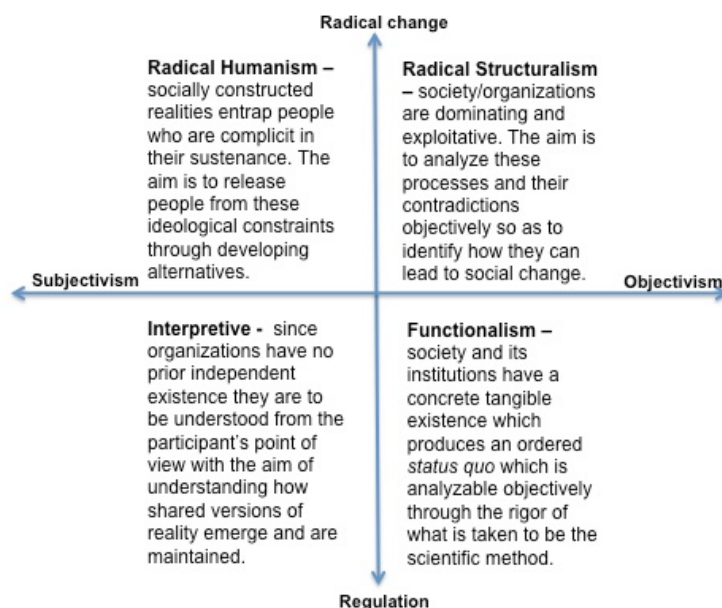 Radical change
Radical Humanism –
socially constructed
realities entrap people
who are complicit in
their sustenance. The
aim is to release
people from these
ideological constraints
through developing
alternatives.
Radical Structuralism
– society/organizations
are dominating and
exploitative. The aim is
to analyze these
processes and their
contradictions
objectively so as to
identify how they can
lead to social change.
Subjectivism
Objectivism
Interpretive - since
organizations have no
prior independent
existence they are to
be understood from the
participant's point of
view with the aim of
understanding how
shared versions of
reality emerge and are
maintained.
Functionalism –
society and its
institutions have a
concrete tangible
existence which
produces an ordered
status quo which is
analyzable objectively
through the rigor of
what is taken to be the
scientific method.
Regulation